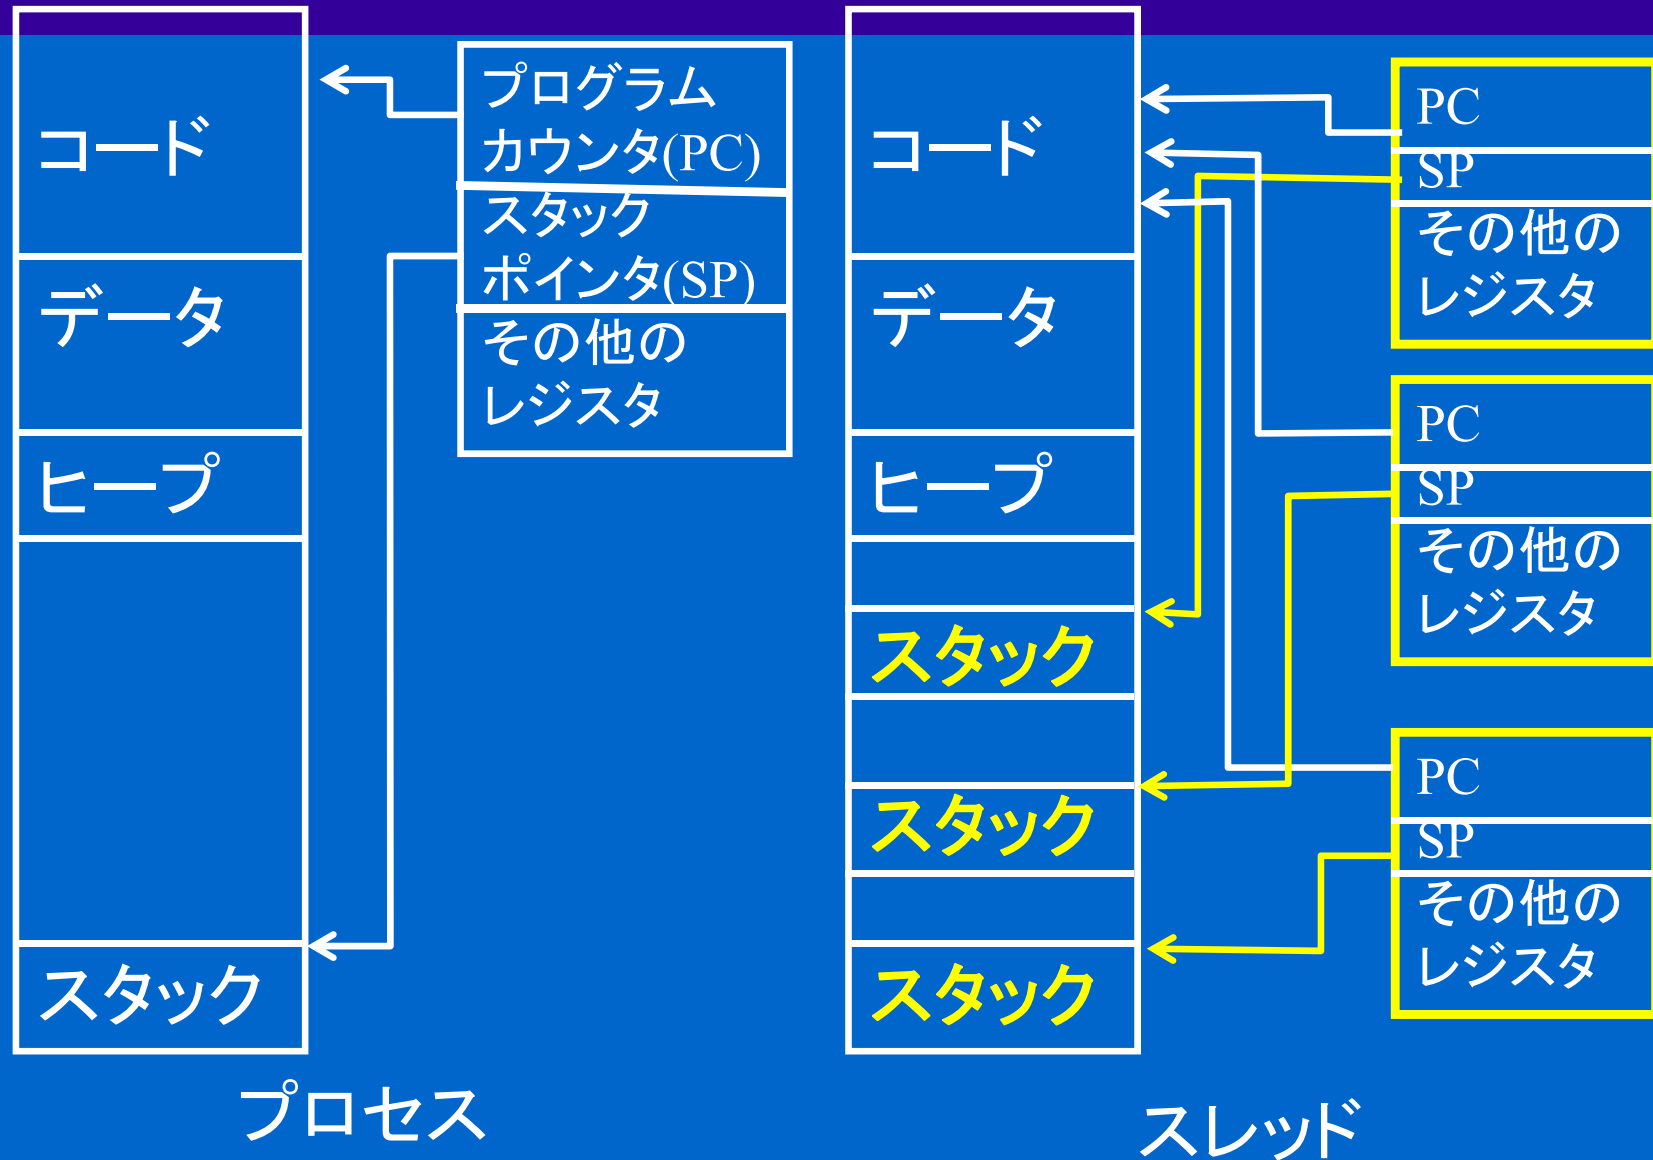 コード
データ
ヒープ
スタック
プログラム
カウンタ(PC)
スタック
ポインタ(SP)
その他の
レジスタ
プロセス
コード
データ
ヒープ
スタック
スタック
スタック
PC
SP
その他の
レジスタ
PC
SP
その他の
レジスタ
PC
SP
その他の
レジスタ
スレッド